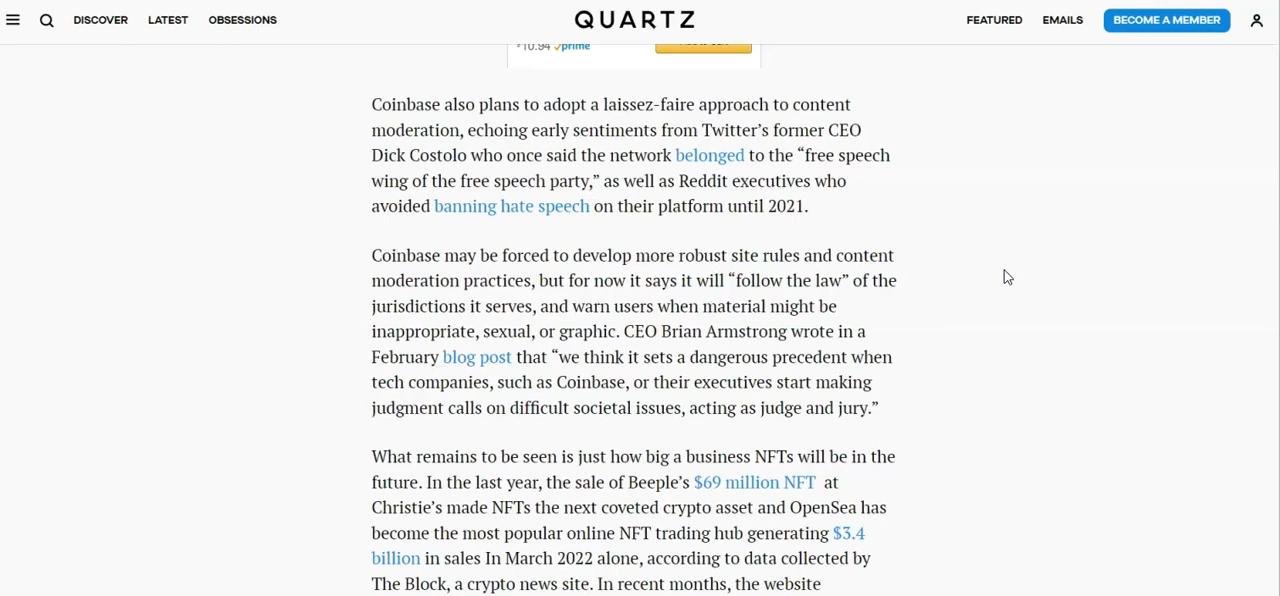 DISCOVER LATEST OBSESSIONS QUARTZ FEATURED EMAILS BECOME A MEMBER
10.94 prime
Coinbase also plans to adopt a laissez-faire approach to content
moderation, echoing early sentiments from Twitter’s former CEO
Dick Costolo who once said the network belonged to the “free speech
wing of the free speech party,” as well as Reddit executives who
avoided banning hate speech on their platform until 2021.
Coinbase may be forced to develop more robust site rules and content
moderation practices, but for now it says it will “follow the law” of the
jurisdictions it serves, and warn users when material might be
inappropriate, sexual, or graphic. CEO Brian Armstrong wrote in a
February blog post that “we think it sets a dangerous precedent when
tech companies, such as Coinbase, or their executives start making
judgment calls on difficult societal issues, acting as judge and jury.”
What remains to be seen is just how big a business NFTs will be in the
future. In the last year, the sale of Beeple’s $69 million NFT at
Christie’s made NFTs the next coveted crypto asset and OpenSea has
become the most popular online NFT trading hub generating $3.4
billion in sales In March 2022 alone, according to data collected by
The Block, a crypto news site. In recent months, the website